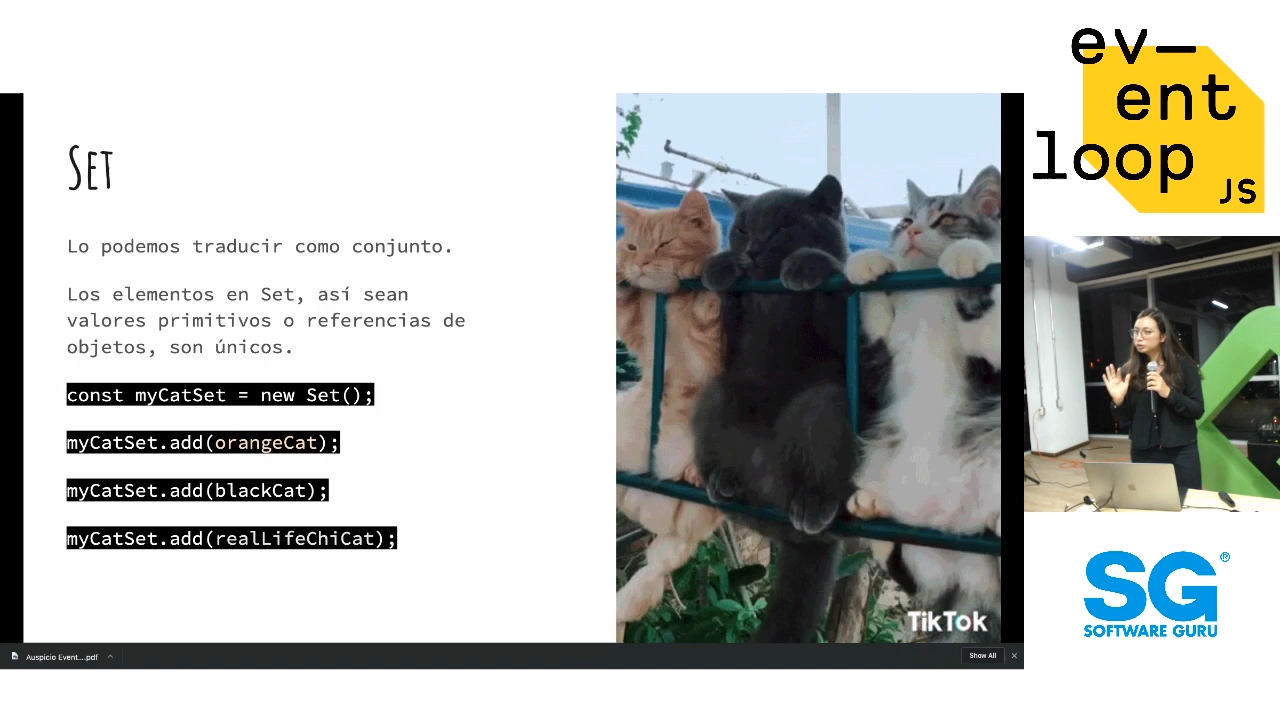 Set
Lo podemos traducir como conjunto.
Los elementos en Set, así sean
valores primitivos o referencias de
objetos, son únicos.
const myCatSet = new Set();
myCatSet.add(orangeCat);
myCatSet.add(blackCat);
myCatSet.add(realLifeChiCat);
TikTok
Auspicio Event....pdf
Show All
ev—
ent
loop
JS
SG®
SOFTWARE GURU